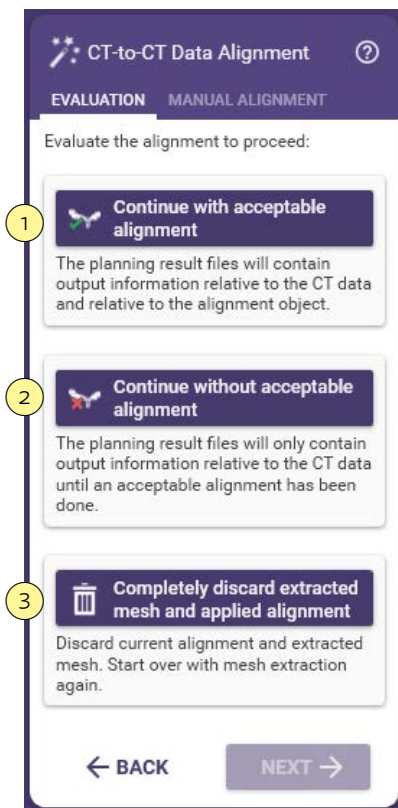 CT-to-CT Data Alignment
EVALUATION MANUAL ALIGNMENT
Evaluate the alignment to proceed:
1
Continue with acceptable
alignment
The planning result files will contain
output information relative to the CT data
and relative to the alignment object.
2
Continue without acceptable
alignment
The planning result files will only contain
output information relative to the CT data
until an acceptable alignment has been
done.
3
Completely discard extracted
mesh and applied alignment
Discard current alignment and extracted
mesh. Start over with mesh extraction
again.
BACK NEXT